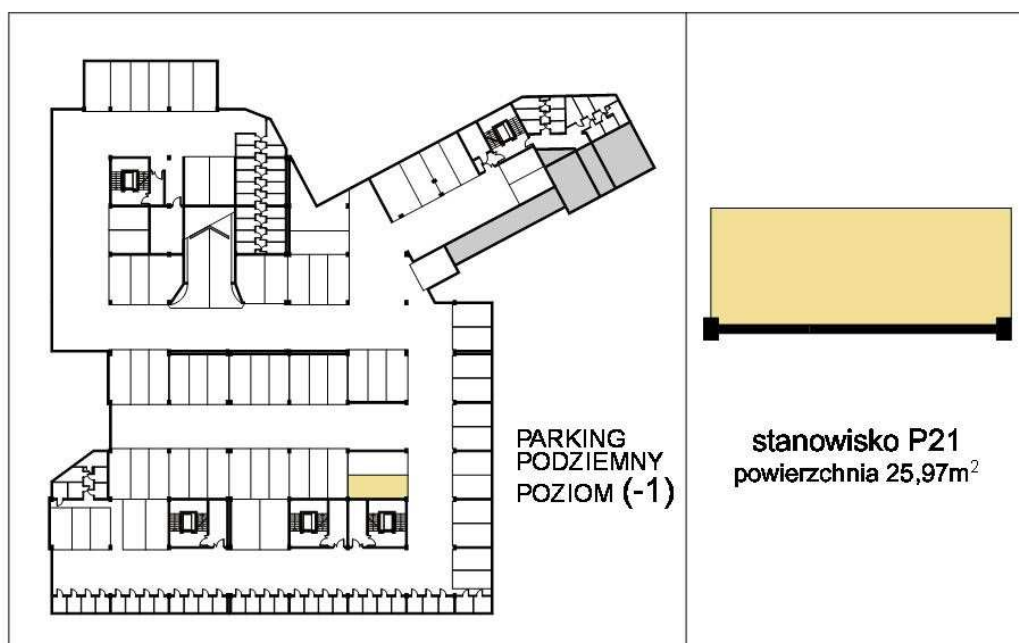 PARKING
PODZIEMNY
POZIOM (-1)
stanowisko P21
powierzchnia 25,97m²